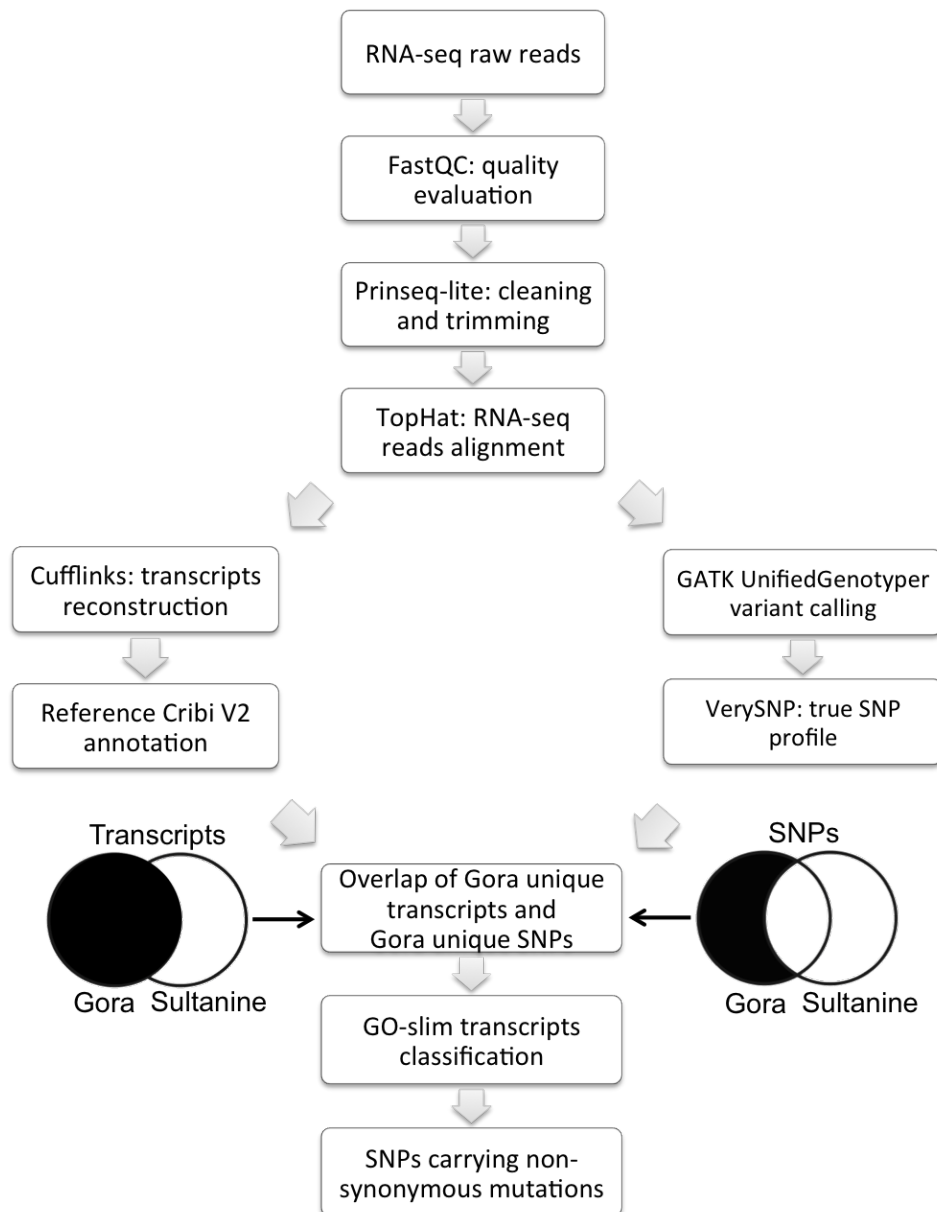 RNA-seq raw reads
FastQC: quality
evaluation
Prinseq-lite: cleaning
and trimming
TopHat: RNA-seq
reads alignment
Cufflinks: transcripts
reconstruction
GATK UnifiedGenotyper
variant calling
Reference Cribi V2
annotation
VerySNP: true SNP
profile
Transcripts
Gora Sultanine
SNPs
Gora Sultanine
Overlap of Gora unique
transcripts and
Gora unique SNPs
GO-slim transcripts
classification
SNPs carrying non-
synonymous mutations